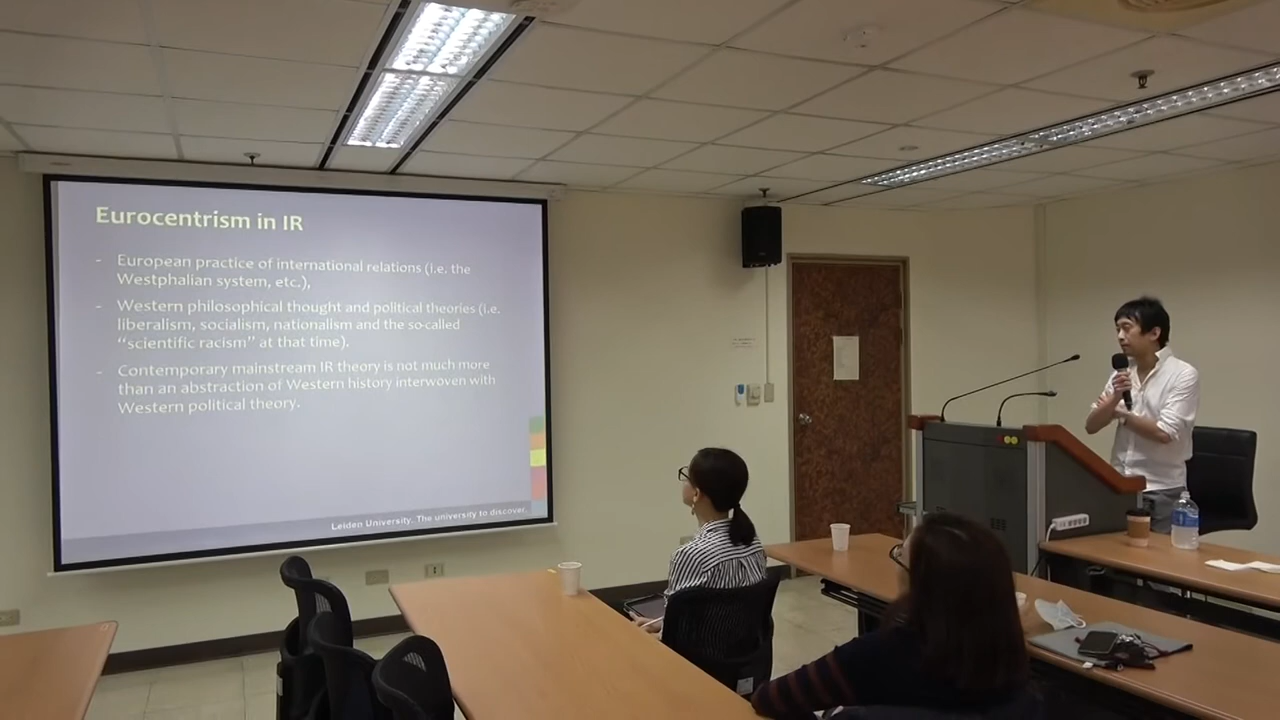 Eurocentrism in IR
- European practice of international relations (i.e. the
Westphalian system, etc.),
- Western philosophical thought and political theories (i.e.
liberalism, socialism, nationalism and the so-called
“scientific racism” at that time).
- Contemporary mainstream IR theory is not much more
than an abstraction of Western history interwoven with
Western political theory.
Leiden University. The university to discover.